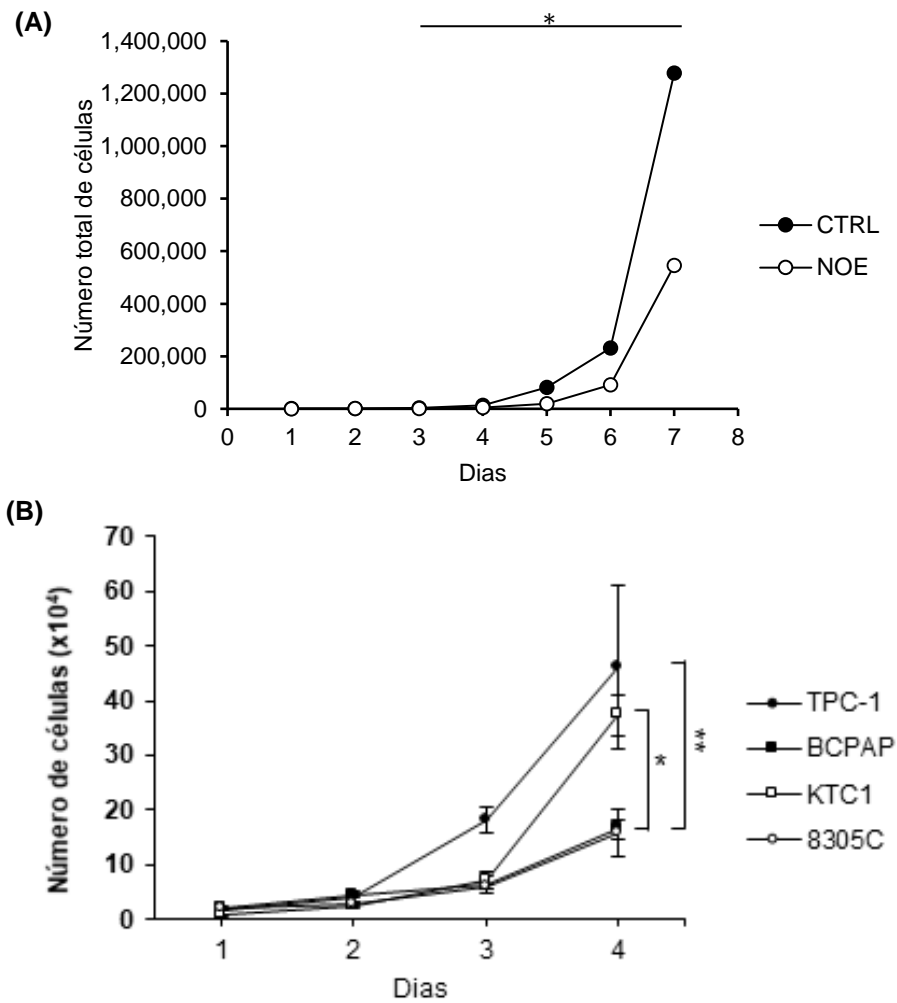 (A)
*
Número total de células
1,400,000
1,200,000
1,000,000
800,000
600,000
400,000
200,000
0
0 1 2 3 4 5 6 7 8
Dias
CTRL
NOE
(B)
Número de células (x10⁴)
70
60
50
40
30
20
10
0
1 2 3 4
Dias
*
**
TPC-1
BCPAP
KTC1
8305C